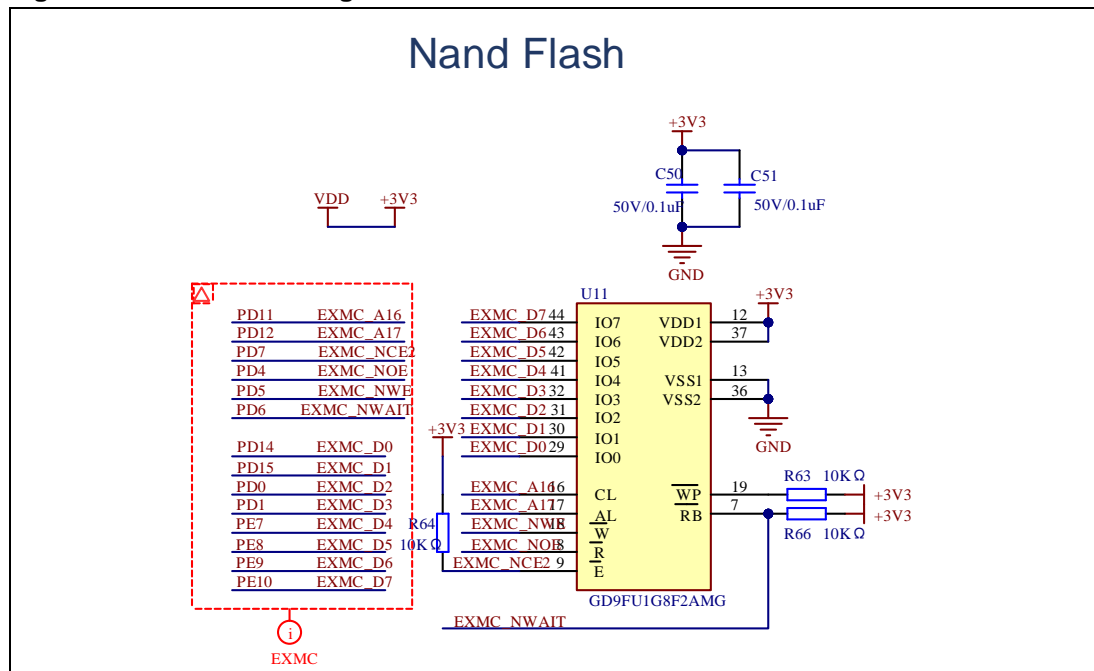 Nand Flash
+3V3
C50
C51
50V/0.1uF
50V/0.1uF
GND
VDD
+3V3
PD11 EXMC_A16
PD12 EXMC_A17
PD7 EXMC_NCE2
PD4 EXMC_NOE
PD5 EXMC_NWE
PD6 EXMC_NWAIT
PD14 EXMC_D0
PD15 EXMC_D1
PD0 EXMC_D2
PD1 EXMC_D3
PE7 EXMC_D4
PE8 EXMC_D5
PE9 EXMC_D6
PE10 EXMC_D7
i
EXMC
U11
EXMC_D7 44 IO7
EXMC_D6 43 IO6
EXMC_D5 42 IO5
EXMC_D4 41 IO4
EXMC_D3 32 IO3
EXMC_D2 31 IO2
EXMC_D1 30 IO1
EXMC_D0 29 IO0
EXMC_A16 16 CL
EXMC_A17 17 AL
EXMC_NWE 18 W
EXMC_NOE 8 R
EXMC_NCE2 9 E
+3V3
R64
10KΩ
VDD1 12
VDD2 37
+3V3
VSS1 13
VSS2 36
GND
WP 19
RB 7
R63 10KΩ
+3V3
+3V3
R66 10KΩ
GD9FU1G8F2AMG
EXMC_NWAIT